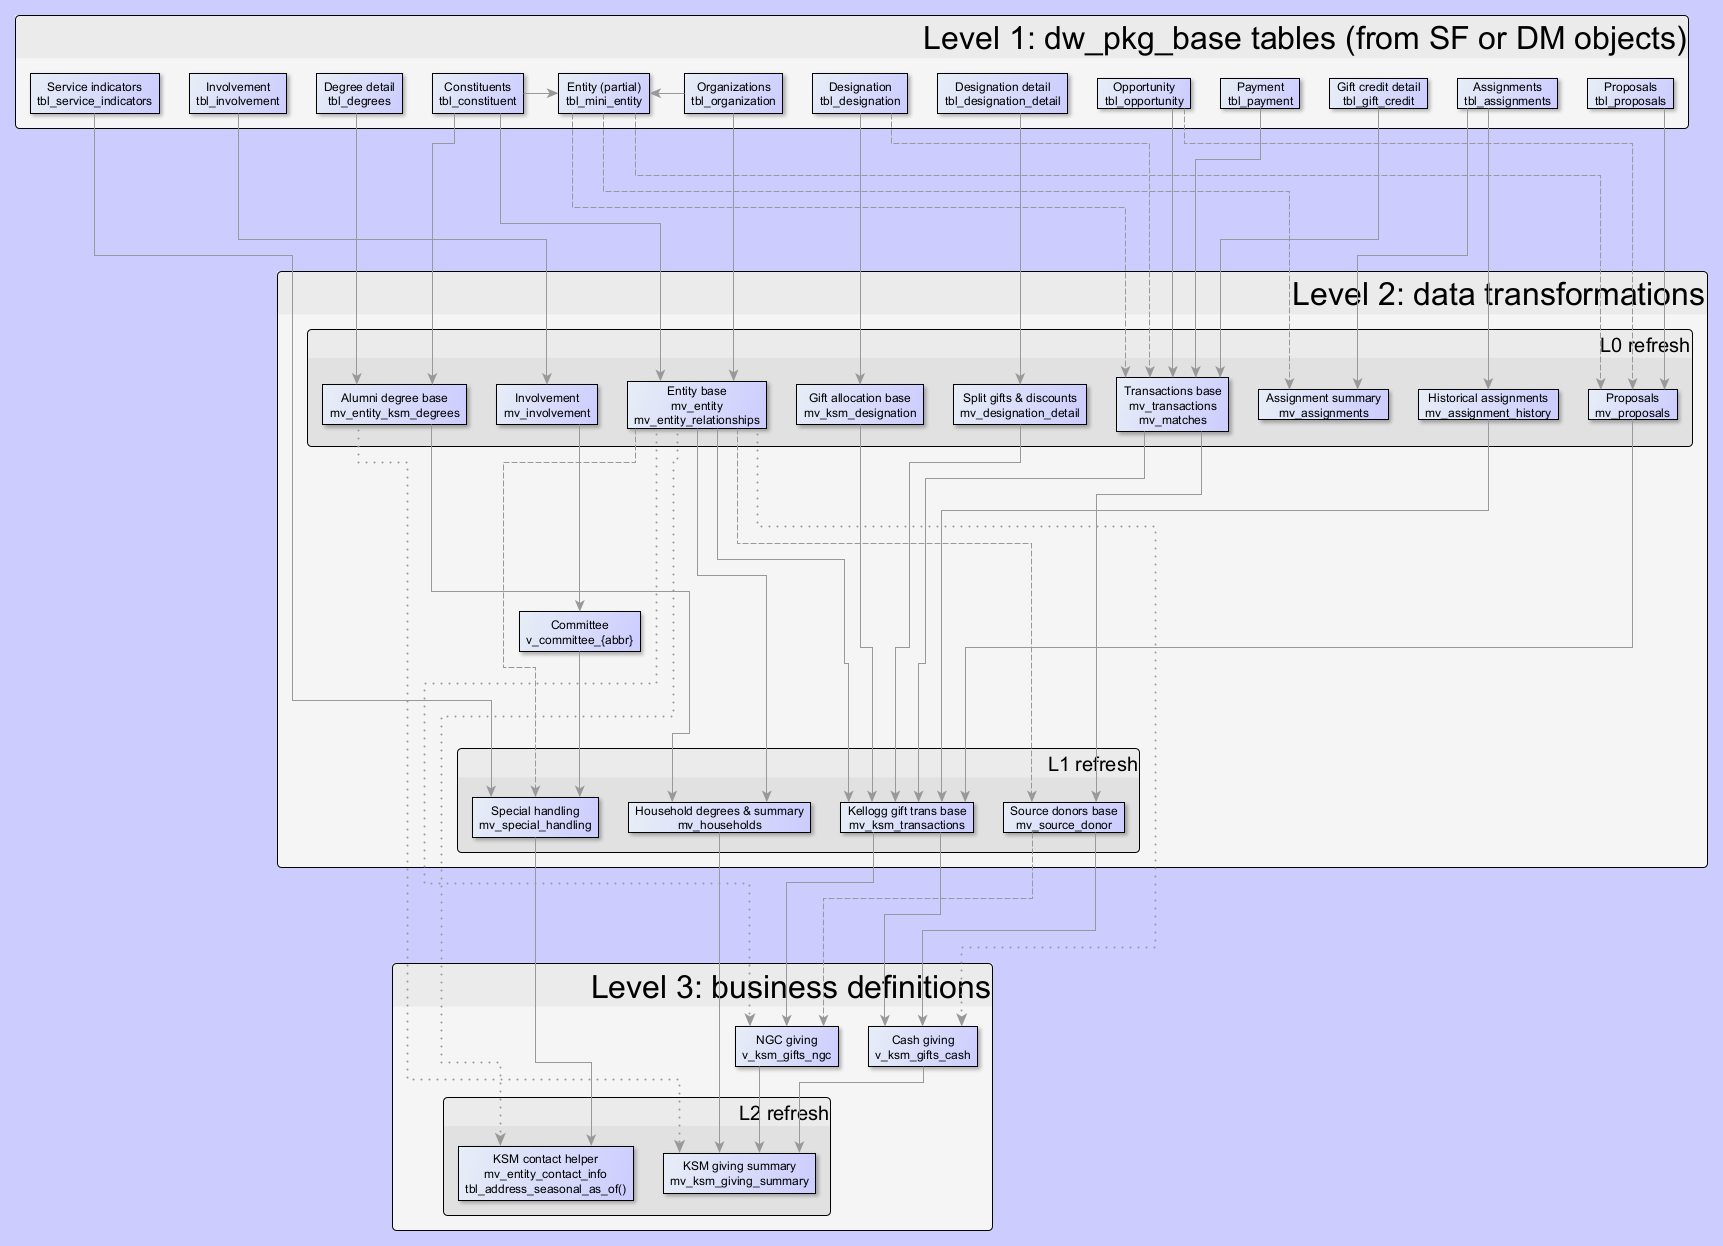 Level 1: dw_pkg_base tables (from SF or DM objects)
Service indicators
tbl_service_indicators
Involvement
tbl_involvement
Degree detail
tbl_degrees
Constituents
tbl_constituent
Entity (partial)
tbl_mini_entity
Organizations
tbl_organization
Designation
tbl_designation
Designation detail
tbl_designation_detail
Opportunity
tbl_opportunity
Payment
tbl_payment
Gift credit detail
tbl_gift_credit
Assignments
tbl_assignments
Proposals
tbl_proposals
Level 2: data transformations
L0 refresh
Alumni degree base
mv_entity_ksm_degrees
Involvement
mv_involvement
Entity base
mv_entity
mv_entity_relationships
Gift allocation base
mv_ksm_designation
Split gifts & discounts
mv_designation_detail
Transactions base
mv_transactions
mv_matches
Assignment summary
mv_assignments
Historical assignments
mv_assignment_history
Proposals
mv_proposals
Committee
v_committee_{abbr}
L1 refresh
Special handling
mv_special_handling
Household degrees & summary
mv_households
Kellogg gift trans base
mv_ksm_transactions
Source donors base
mv_source_donor
Level 3: business definitions
NGC giving
v_ksm_gifts_ngc
Cash giving
v_ksm_gifts_cash
L2 refresh
KSM contact helper
mv_entity_contact_info
tbl_address_seasonal_as_of()
KSM giving summary
mv_ksm_giving_summary